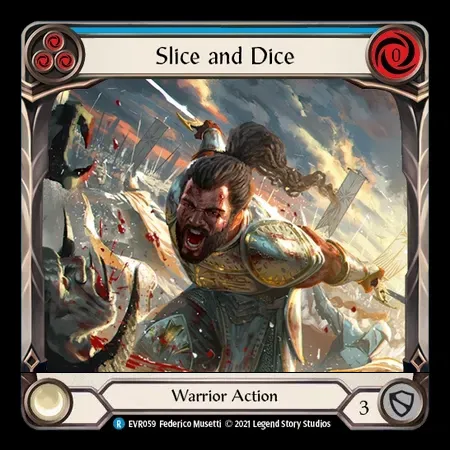 Slice and Dice
0
Warrior Action
3
R EVR059 Federico Musetti © 2021 Legend Story Studios